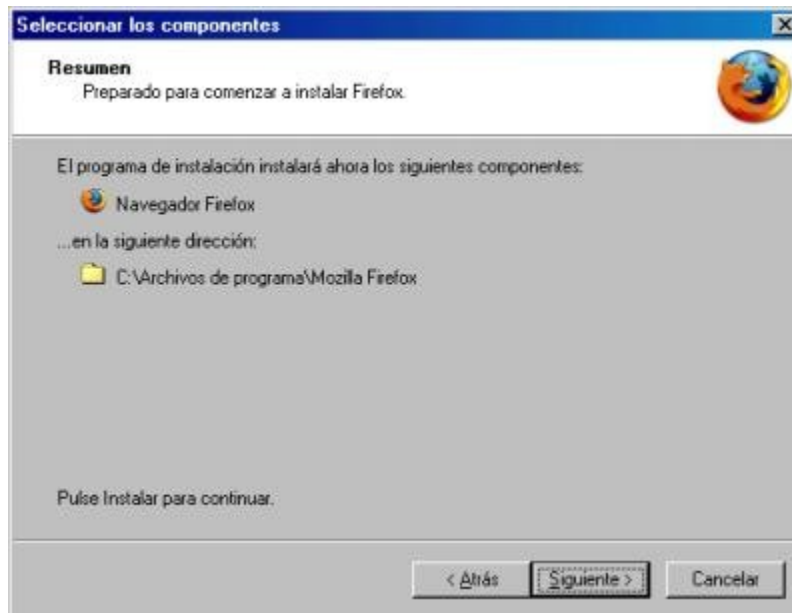 Seleccionar los componentes
Resumen
Preparado para comenzar a instalar Firefox.
El programa de instalación instalará ahora los siguientes componentes:
Navegador Firefox
...en la siguiente dirección:
C:\Archivos de programa\Mozilla Firefox
Pulse Instalar para continuar.
< Atrás
Siguiente >
Cancelar